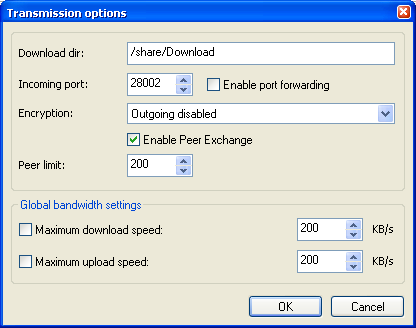 Transmission options
Download dir: /share/Download
Incoming port: 28002 Enable port forwarding
Encryption: Outgoing disabled
Enable Peer Exchange
Peer limit: 200
Global bandwidth settings
Maximum download speed: 200 KB/s
Maximum upload speed: 200 KB/s
OK Cancel